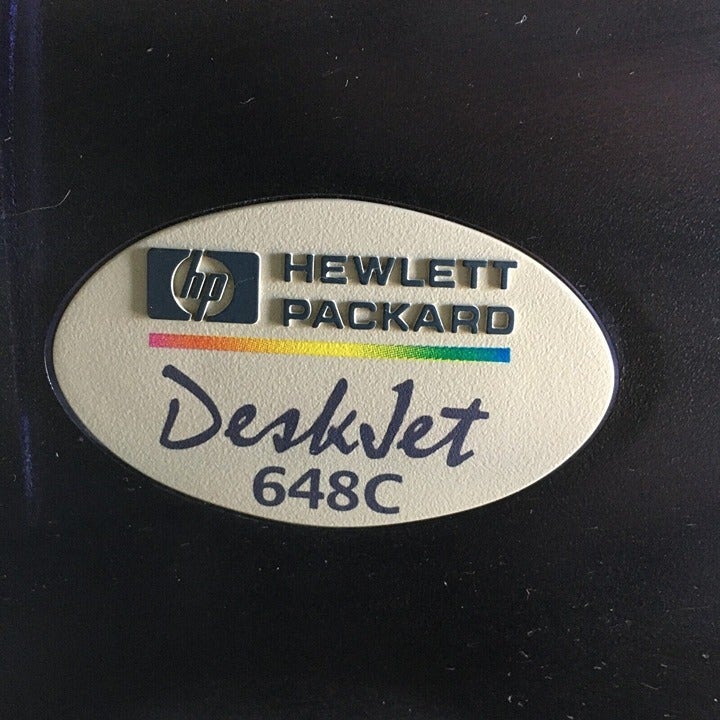 hp HEWLETT
PACKARD
DeskJet
648C